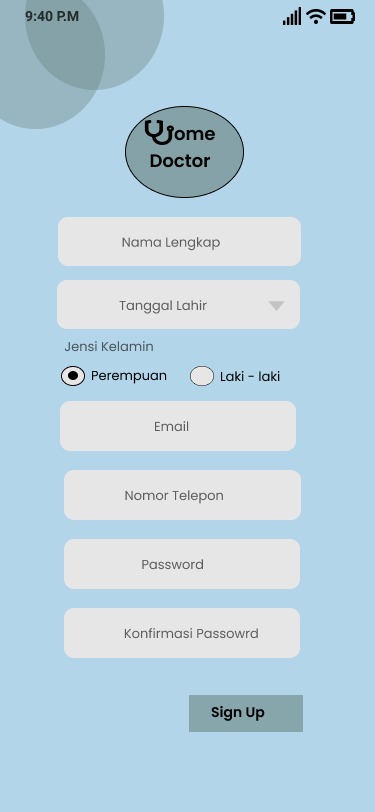 9:40 P.M
ome
Doctor
Nama Lengkap
Tanggal Lahir
Jensi Kelamin
Perempuan Laki - laki
Email
Nomor Telepon
Password
Konfirmasi Passowrd
Sign Up